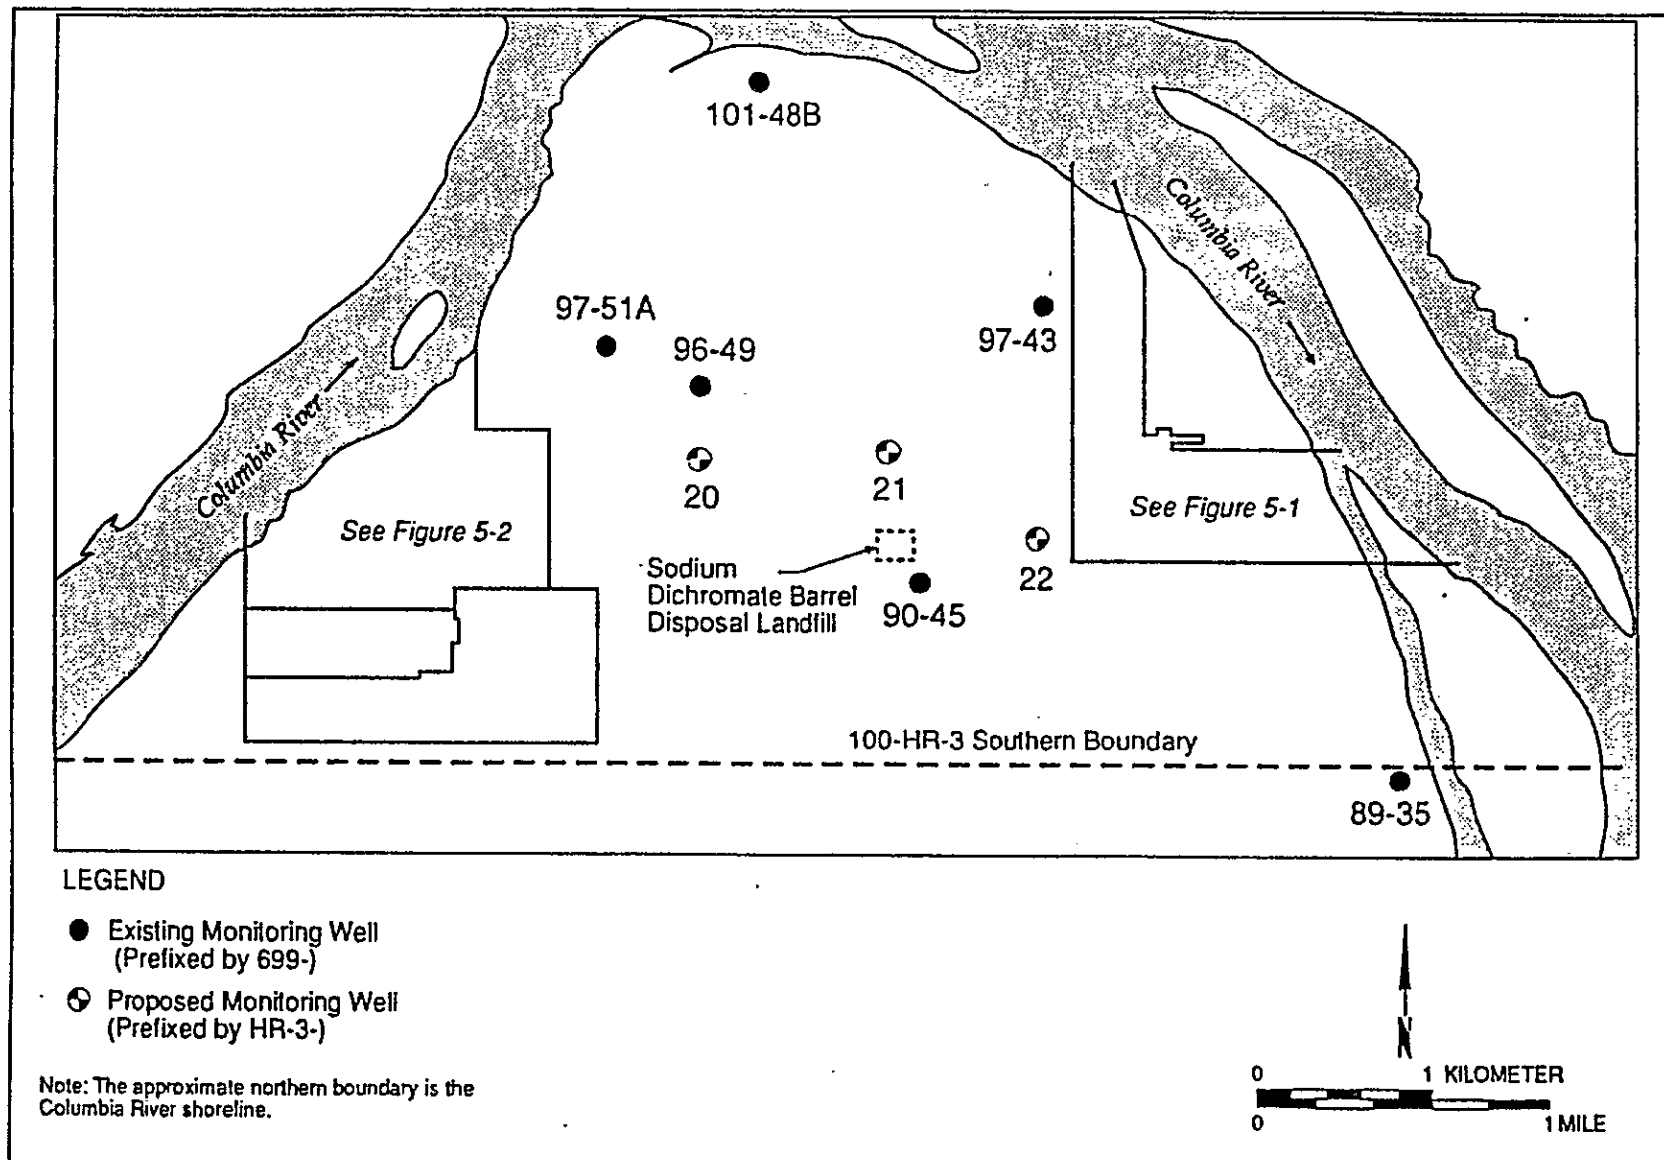 101-48B
Columbia River
97-51A
97-43
96-49
Columbia River
20
21
See Figure 5-1
See Figure 5-2
Sodium
Dichromate Barrel
Disposal Landfill
22
90-45
100-HR-3 Southern Boundary
89-35
LEGEND
Existing Monitoring Well
(Prefixed by 699-)
Proposed Monitoring Well
(Prefixed by HR-3-)
Note: The approximate northern boundary is the
Columbia River shoreline.
N
0 1 KILOMETER
0 1 MILE